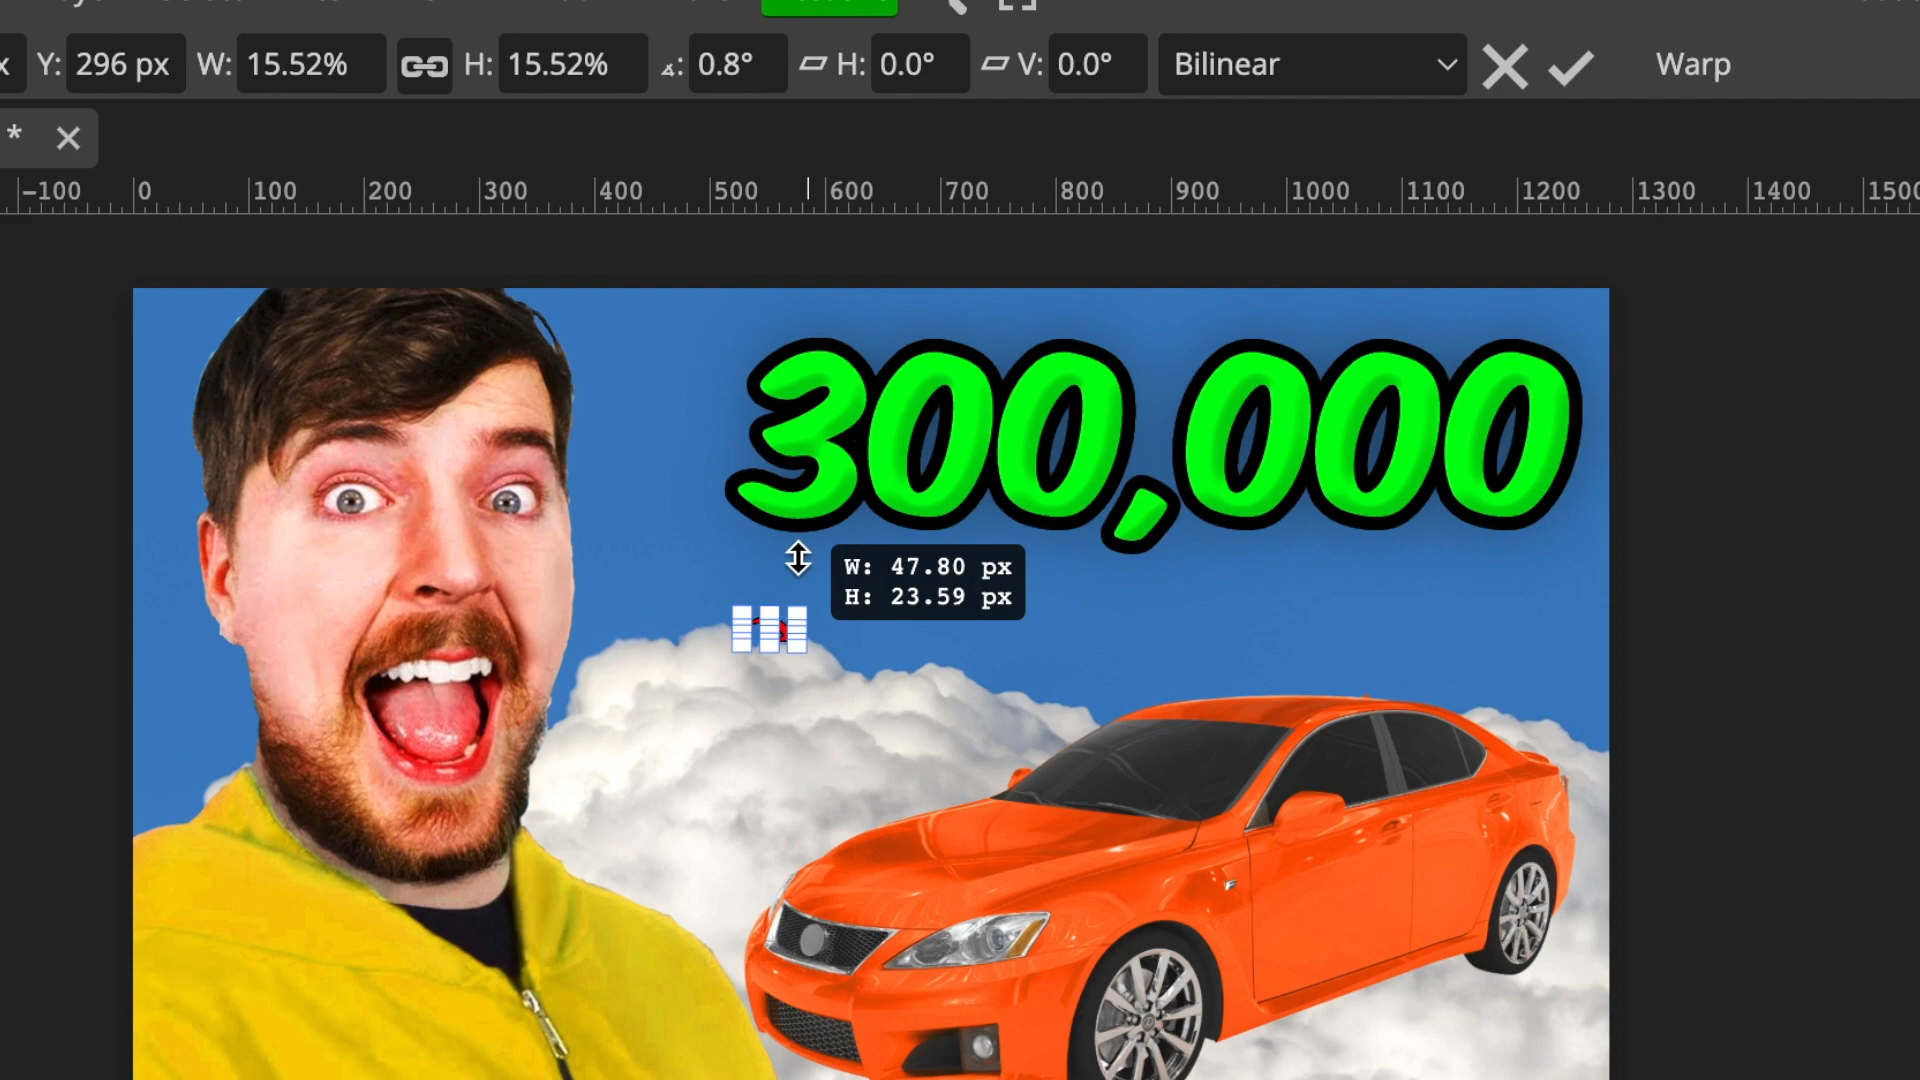 Y: 296 px W: 15.52% H: 15.52% : 0.8° H: 0.0° V: 0.0° Bilinear Warp
*
-100 0 100 200 300 400 500 600 700 800 900 1000 1100 1200 1300 1400 1500
300,000
W: 47.80 px
H: 23.59 px